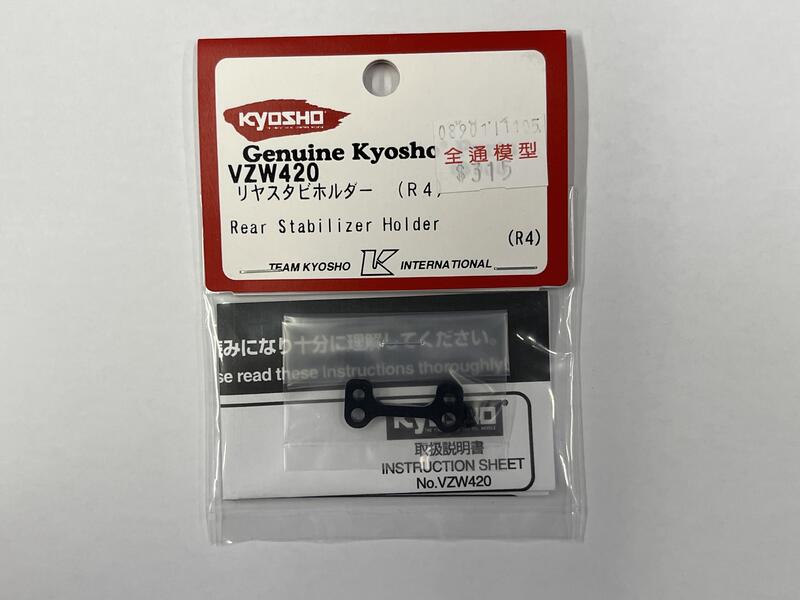 KYOSHO
Genuine Kyosho
全通模型
$315
VZW420
リヤスタビホルダー (R4)
Rear Stabilizer Holder
(R4)
TEAM KYOSHO K INTERNATIONAL
読みになり十分に理解してください。
se read these instructions thoroughly!
KYOSHO
取扱説明書
INSTRUCTION SHEET
No.VZW420